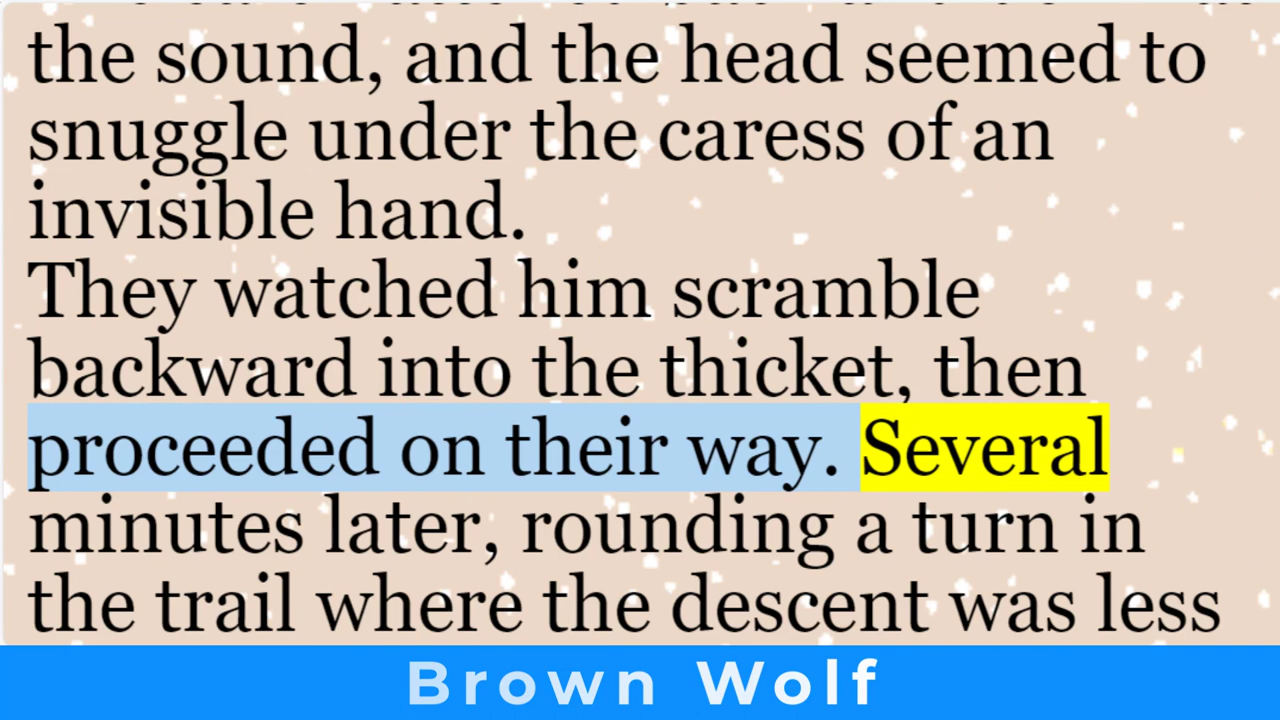 the sound, and the head seemed to
snuggle under the caress of an
invisible hand.
They watched him scramble
backward into the thicket, then
proceeded on their way. Several
minutes later, rounding a turn in
the trail where the descent was less
Brown Wolf